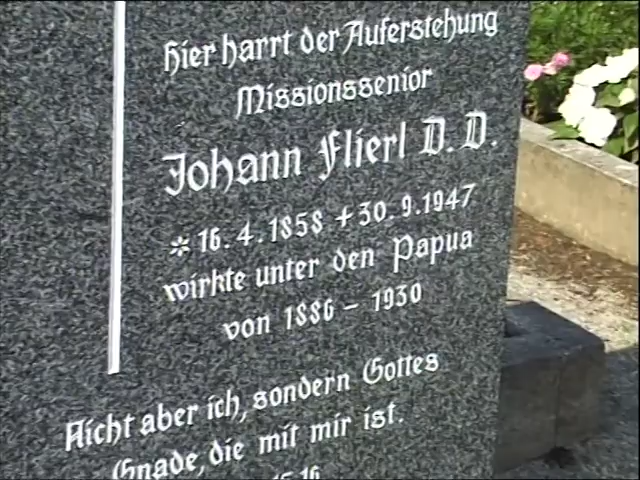 Hier harrt der Auferstehung
Missionssenior
Johann Flierl D.D.
* 16.4.1858 + 30.9.1947
wirkte unter den Papua
von 1886 - 1930
Nicht aber ich, sondern Gottes
Gnade, die mit mir ist.